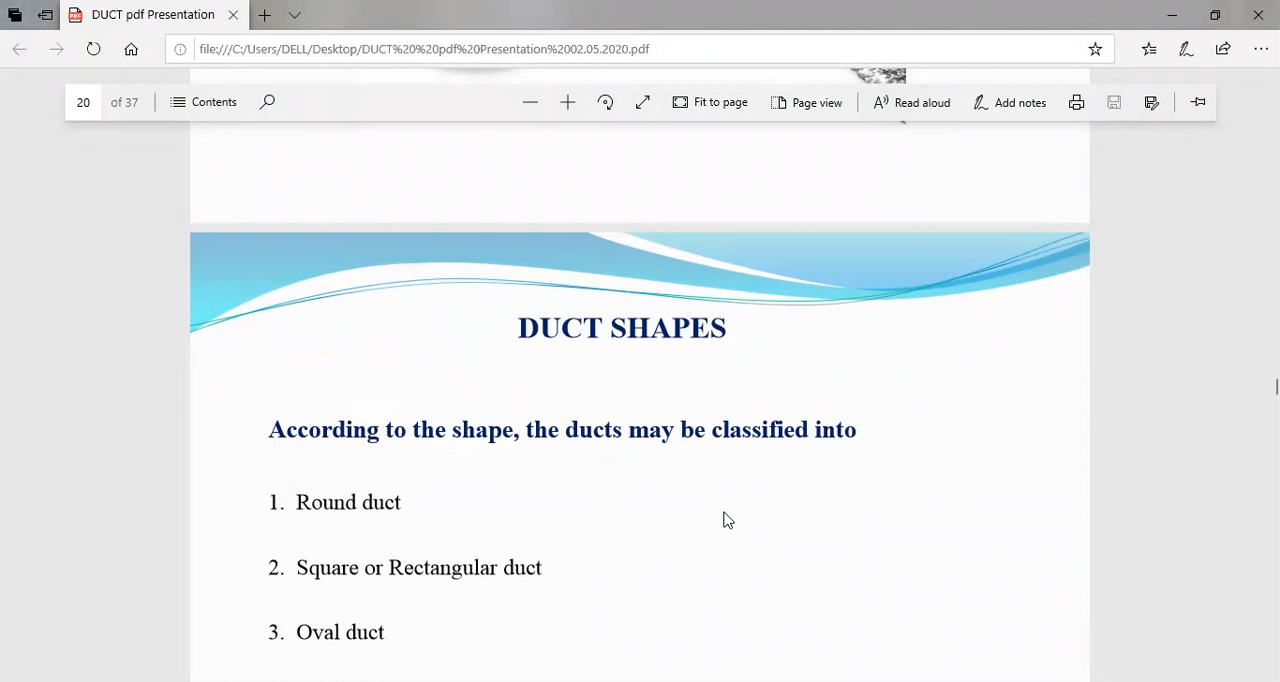 DUCT pdf Presentation
file:///C:/Users/DELL/Desktop/DUCT%20%20pdf%20Presentation%2002.05.2020.pdf
20 of 37 Contents Fit to page Page view Read aloud Add notes
DUCT SHAPES
According to the shape, the ducts may be classified into
1. Round duct
2. Square or Rectangular duct
3. Oval duct